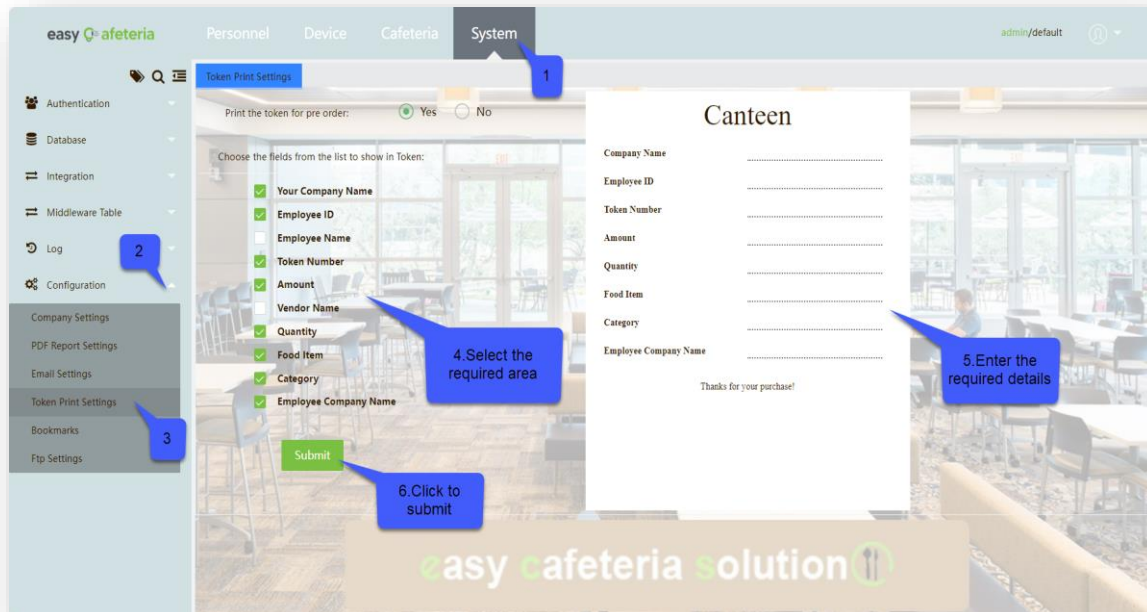 easy Cafeteria
Personnel
Device
Cafeteria
System
admin/default
1
Token Print Settings
Authentication
Database
Integration
Middleware Table
Log
2
Configuration
Company Settings
PDF Report Settings
Email Settings
Token Print Settings
Bookmarks
3
Ftp Settings
Print the token for pre order:
Yes
No
Choose the fields from the list to show in Token:
Your Company Name
Employee ID
Employee Name
Token Number
Amount
Vendor Name
Quantity
Food Item
Category
Employee Company Name
4.Select the
required area
Submit
6.Click to
submit
Canteen
Company Name
Employee ID
Token Number
Amount
Quantity
Food Item
Category
Employee Company Name
Thanks for your purchase!
5.Enter the
required details
EXIT
easy cafeteria solution